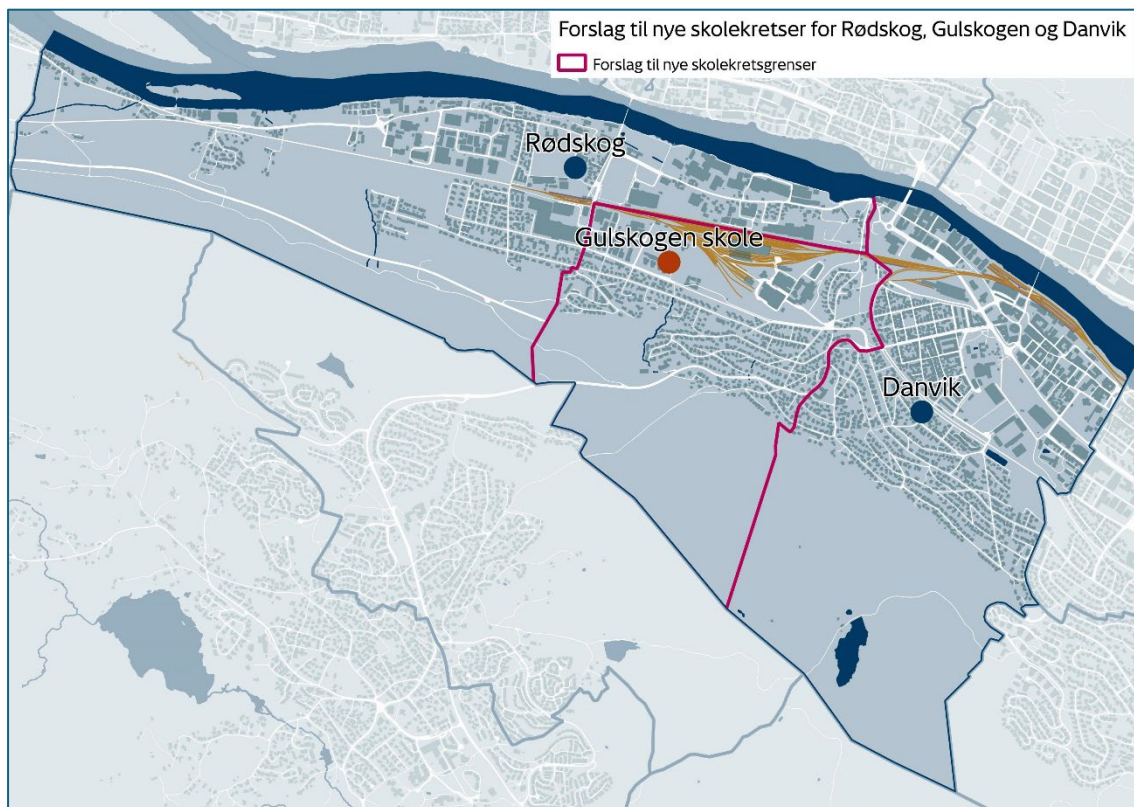 Forslag til nye skolekretser for Rødskog, Gulskogen og Danvik
Forslag til nye skolekretsgrenser
Rødskog
Gulskogen skole
Danvik